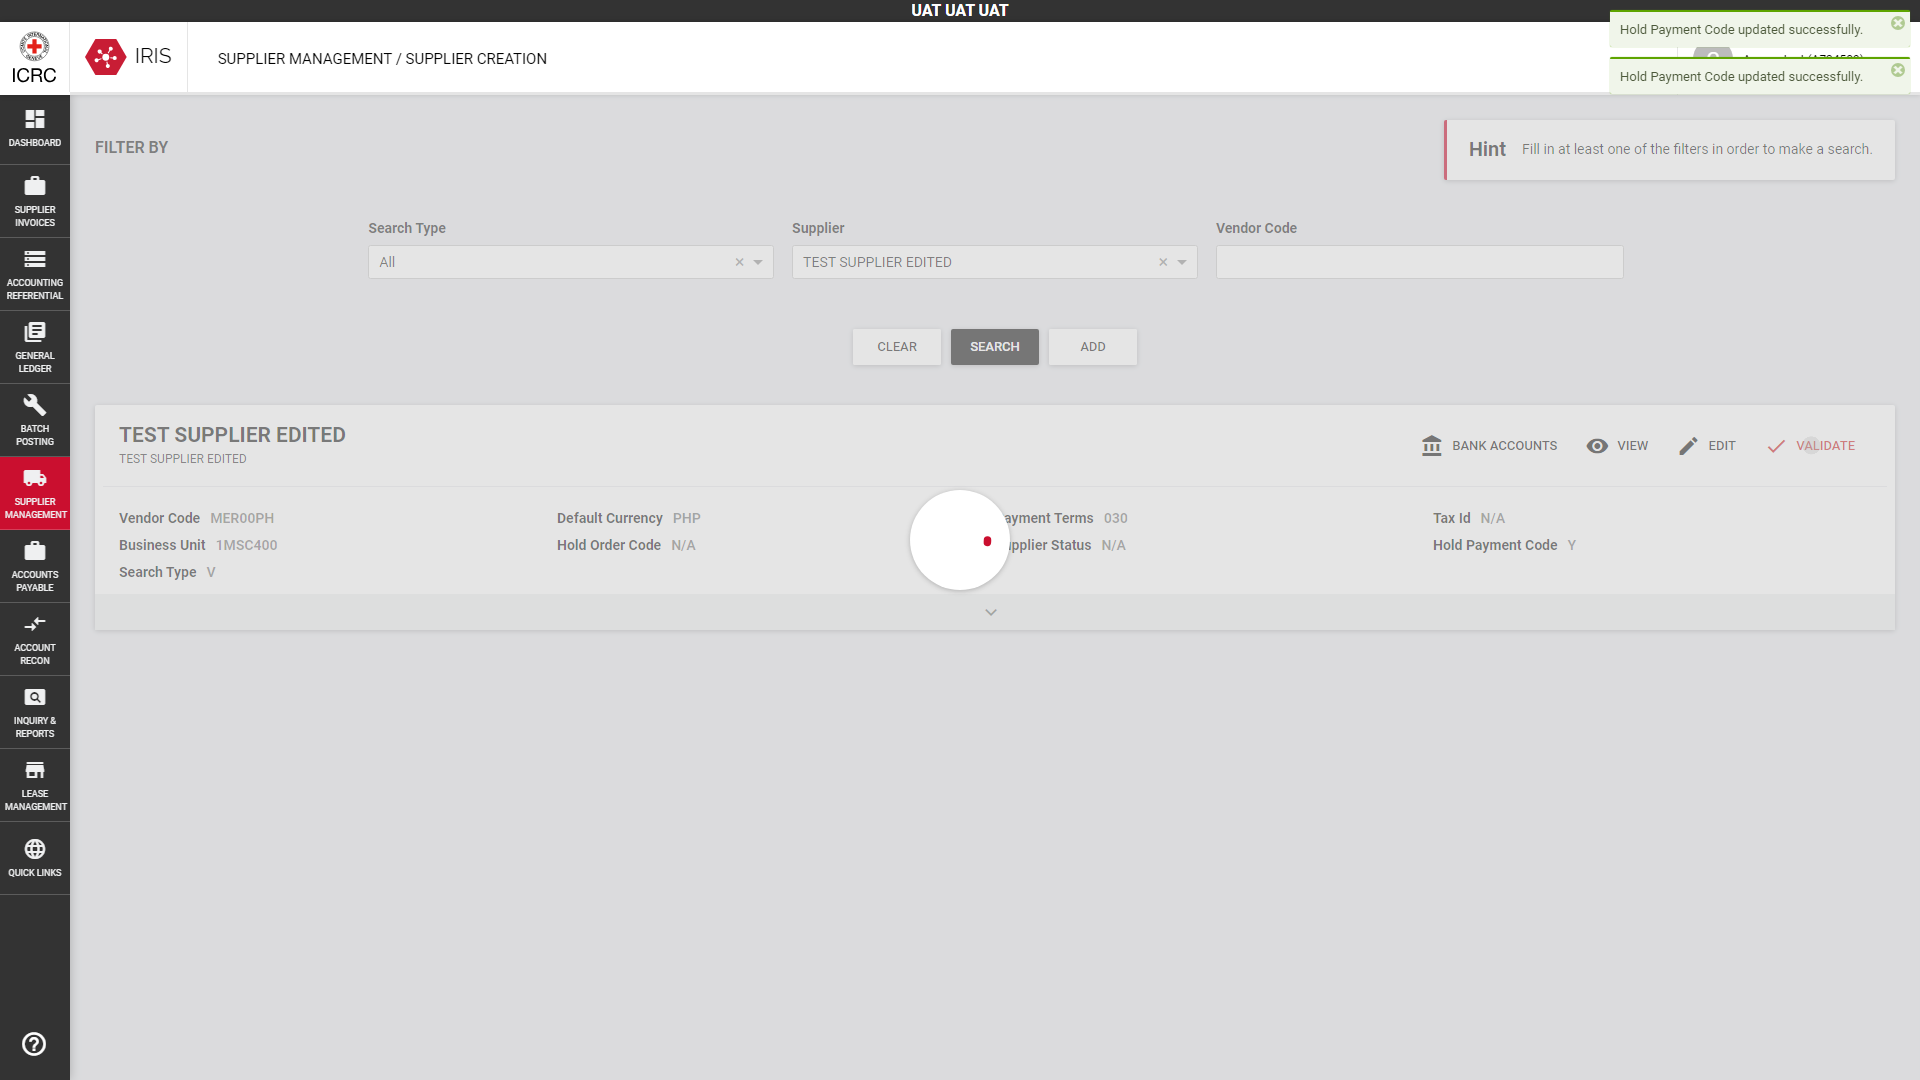 UAT UAT UAT
Hold Payment Code updated successfully.
Hold Payment Code updated successfully.
ICRC
IRIS
SUPPLIER MANAGEMENT / SUPPLIER CREATION
DASHBOARD
SUPPLIER
INVOICES
ACCOUNTING
REFERENTIAL
GENERAL
LEDGER
BATCH
POSTING
SUPPLIER
MANAGEMENT
ACCOUNTS
PAYABLE
ACCOUNT
RECON
INQUIRY &
REPORTS
LEASE
MANAGEMENT
QUICK LINKS
FILTER BY
Hint Fill in at least one of the filters in order to make a search.
Search Type
All
Supplier
TEST SUPPLIER EDITED
Vendor Code
CLEAR
SEARCH
ADD
TEST SUPPLIER EDITED
TEST SUPPLIER EDITED
BANK ACCOUNTS
VIEW
EDIT
VALIDATE
Vendor Code MER00PH
Default Currency PHP
ayment Terms 030
Tax Id N/A
Business Unit 1MSC400
Hold Order Code N/A
pplier Status N/A
Hold Payment Code Y
Search Type V